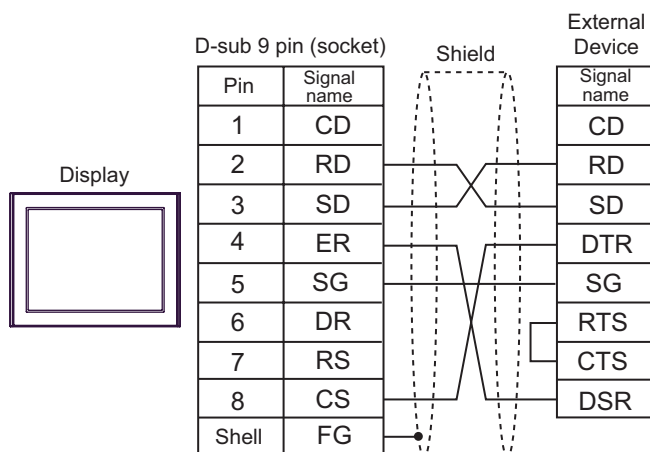 External
Device
D-sub 9 pin (socket)
Shield
Pin Signal name
Signal name
1 CD CD
2 RD RD
Display
3 SD SD
4 ER DTR
5 SG SG
6 DR RTS
7 RS CTS
8 CS DSR
Shell FG